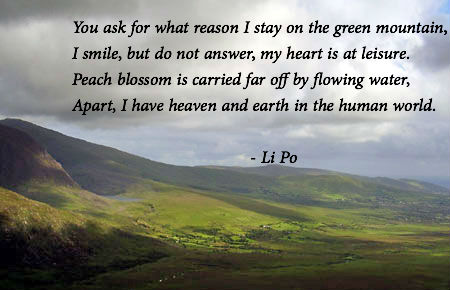 You ask for what reason I stay on the green mountain,
I smile, but do not answer, my heart is at leisure.
Peach blossom is carried far off by flowing water,
Apart, I have heaven and earth in the human world.
- Li Po